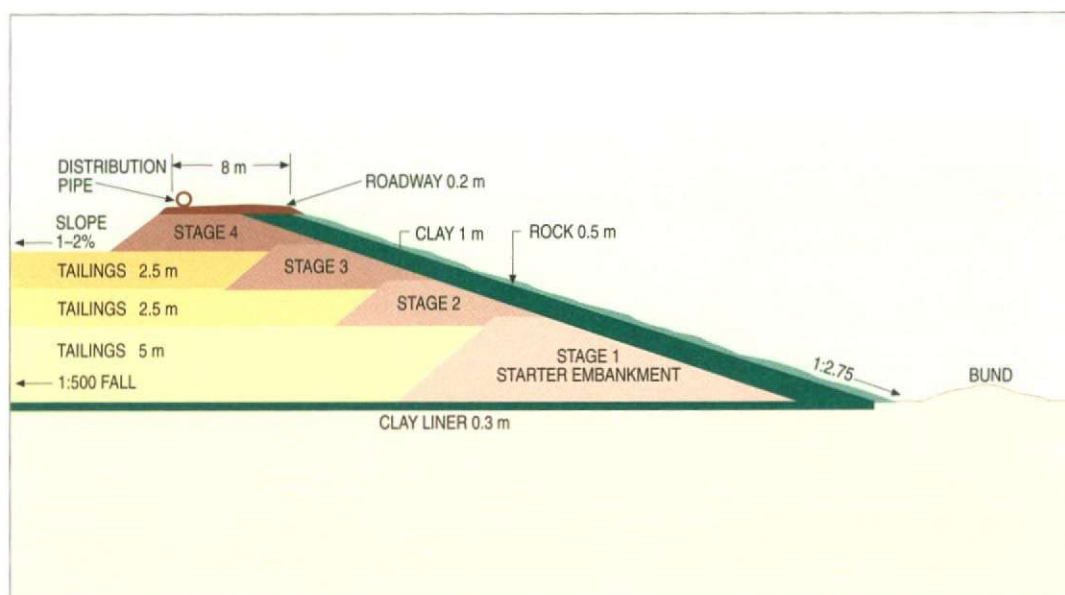 DISTRIBUTION
PIPE
8 m
ROADWAY 0.2 m
SLOPE
1–2%
STAGE 4
CLAY 1 m
ROCK 0.5 m
TAILINGS 2.5 m
STAGE 3
TAILINGS 2.5 m
STAGE 2
TAILINGS 5 m
STAGE 1
STARTER EMBANKMENT
1:2.75
BUND
1:500 FALL
CLAY LINER 0.3 m